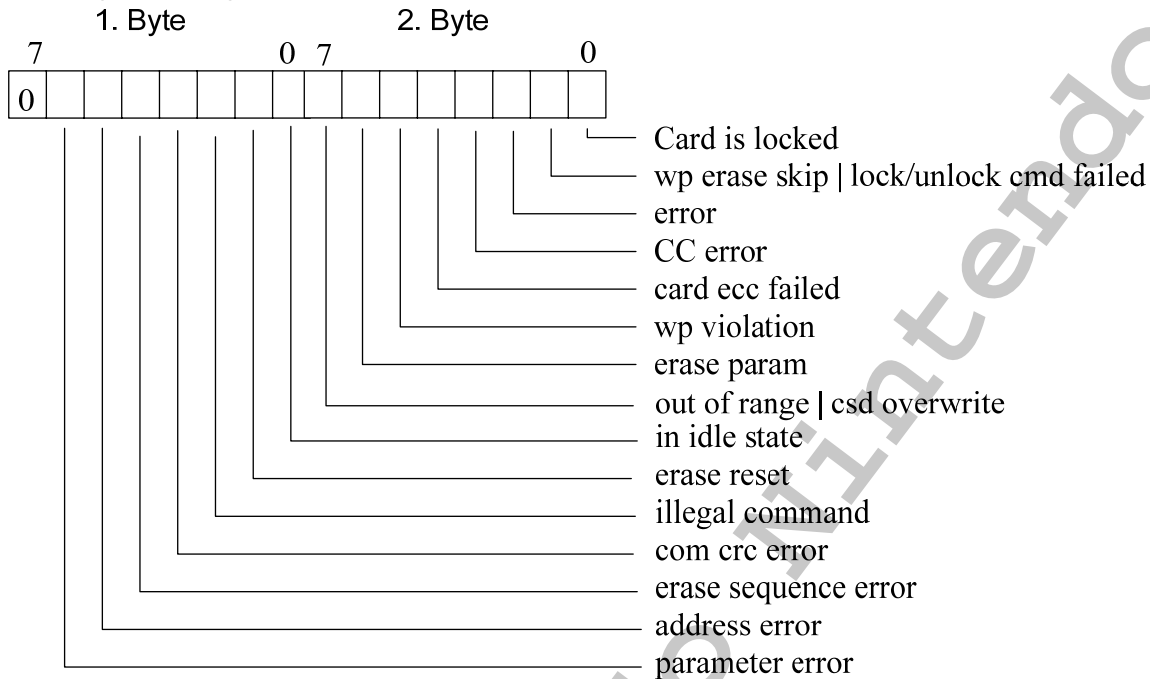 1. Byte 2. Byte
7 0 7 0
0
Card is locked
wp erase skip | lock/unlock cmd failed
error
CC error
card ecc failed
wp violation
erase param
out of range | csd overwrite
in idle state
erase reset
illegal command
com crc error
erase sequence error
address error
parameter error
Nintendo